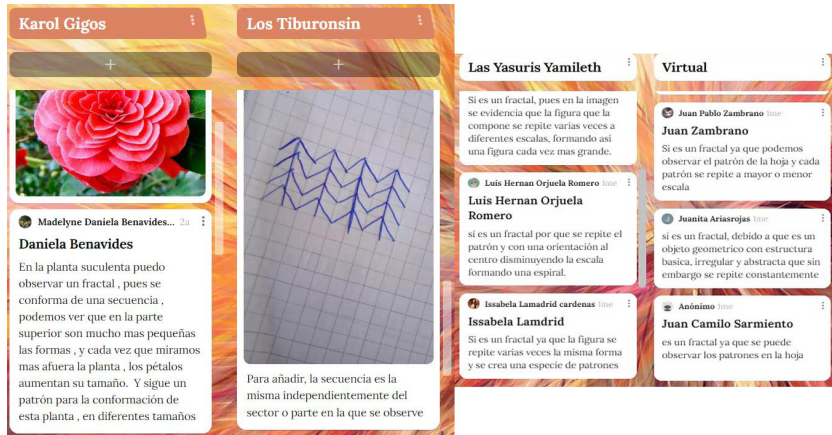 Karol Gigos
Madelyne Daniela Benavides... 2a
Daniela Benavides
En la planta suculenta puedo
observar un fractal , pues se
conforma de una secuencia ,
podemos ver que en la parte
superior son mucho mas pequeñas
las formas , y cada vez que miramos
mas afuera la planta , los pétalos
aumentan su tamaño. Y sigue un
patrón para la conformación de
esta planta , en diferentes tamaños
Los Tiburonsin
Para añadir, la secuencia es la
misma independientemente del
sector o parte en la que se observe
Las Yasuris Yamileth
Si es un fractal, pues en la imagen
se evidencia que la figura que la
compone se repite varias veces a
diferentes escalas, formando asi
una figura cada vez mas grande.
Luis Hernan Orjuela Romero 1me
Luis Hernan Orjuela
Romero
si es un fractal por que se repite el
patrón y con una orientación al
centro disminuyendo la escala
formando una espiral.
Issabela Lamadrid cardenas 1me
Issabela Lamdrid
Si es un fractal ya que la figura se
repite varias veces la misma forma
y se crea una especie de patrones
Virtual
Juan Pablo Zambrano 1me
Juan Zambrano
Si es un fractal ya que podemos
observar el patrón de la hoja y cada
patrón se repite a mayor o menor
escala
J Juanita Ariasrojas 1me
si es un fractal, debido a que es un
objeto geometrico con estructura
basica, irregular y abstracta que sin
embargo se repite constantemente
Anónimo 1me
Juan Camilo Sarmiento
es un fractal ya que se puede
observar los patrones en la hoja